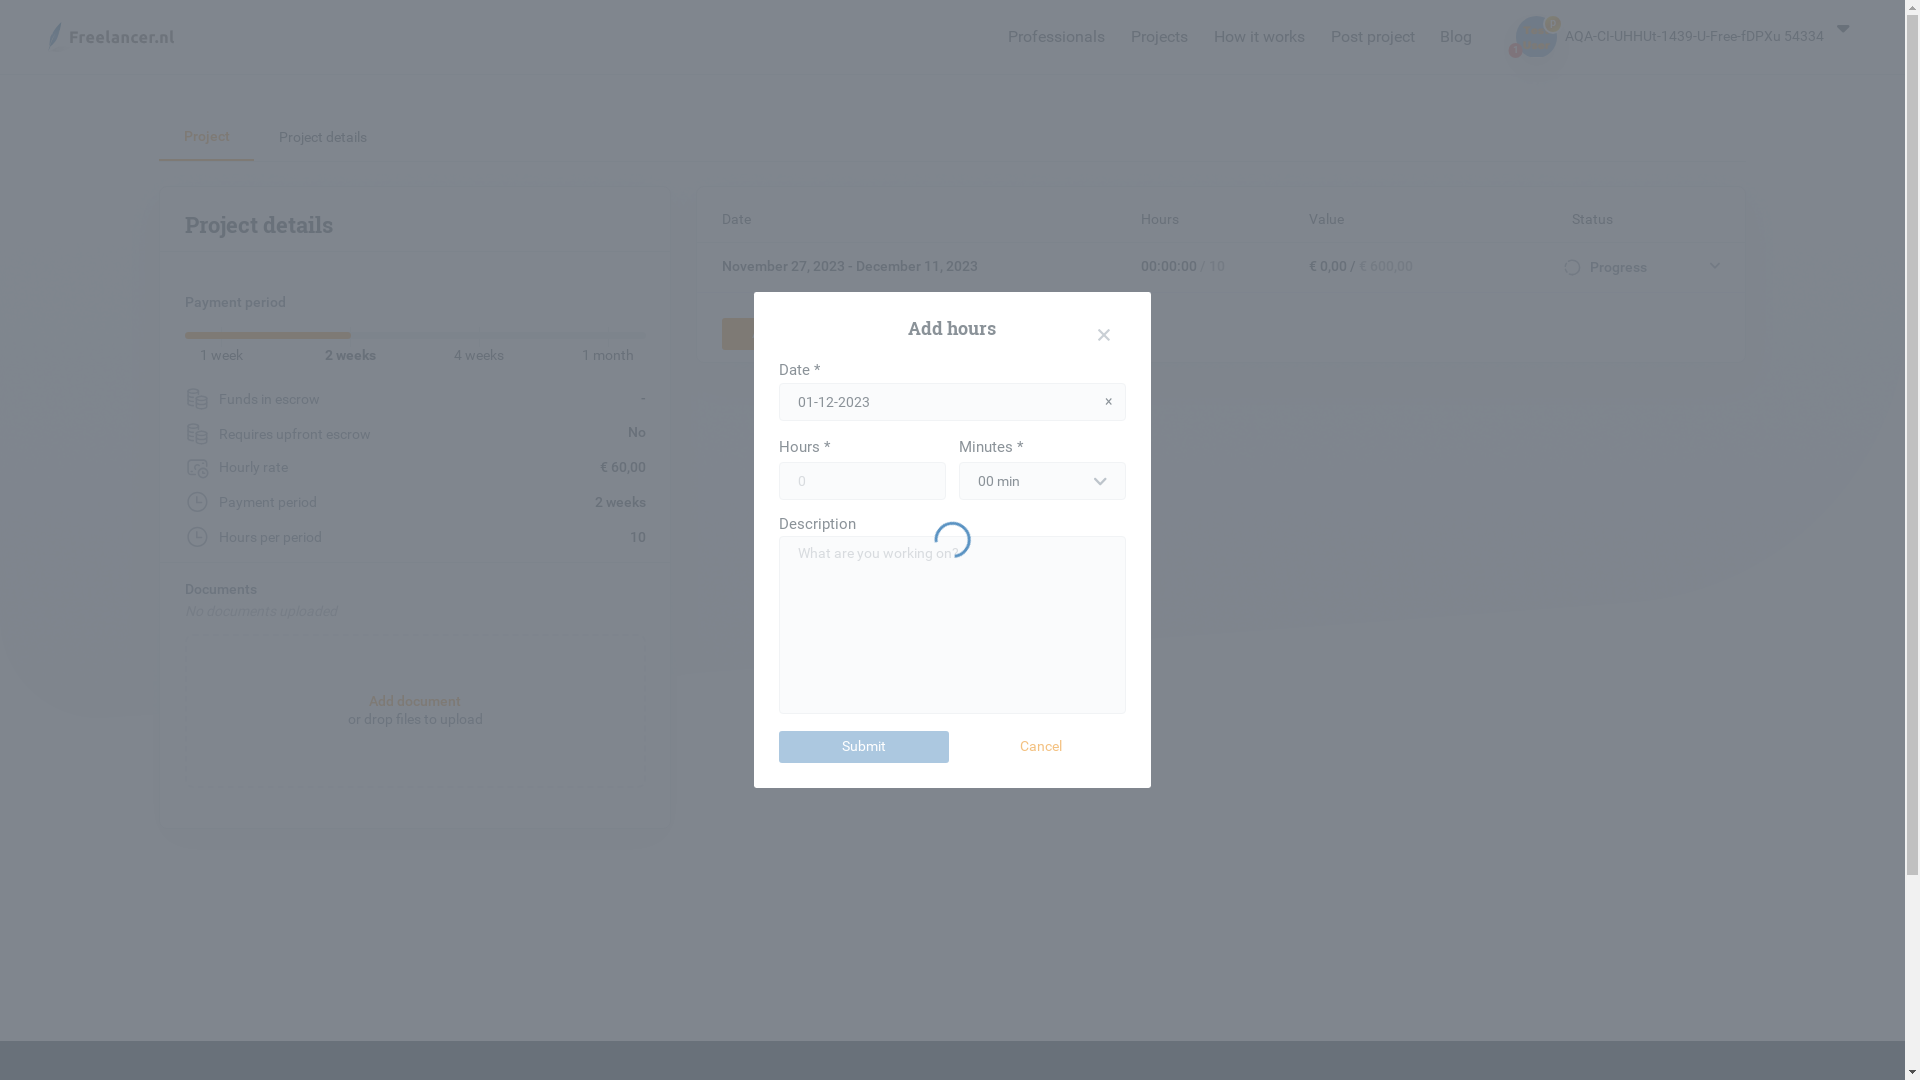 Freelancer.nl
Professionals
Projects
How it works
Post project
Blog
AQA-CI-UHHUt-1439-U-Free-fDPXu 54334
1
Project
Project details
Project details
Payment period
1 week
2 weeks
4 weeks
1 month
Funds in escrow
-
Requires upfront escrow
No
Hourly rate
€ 60,00
Payment period
2 weeks
Hours per period
10
Documents
No documents uploaded
Add document
or drop files to upload
Date
Hours
Value
Status
November 27, 2023 - December 11, 2023
00:00:00 / 10
€ 0,00 / € 600,00
Progress
Add hours
×
Date *
01-12-2023
×
Hours *
Minutes *
0
00 min
Description
What are you working on?
Submit
Cancel